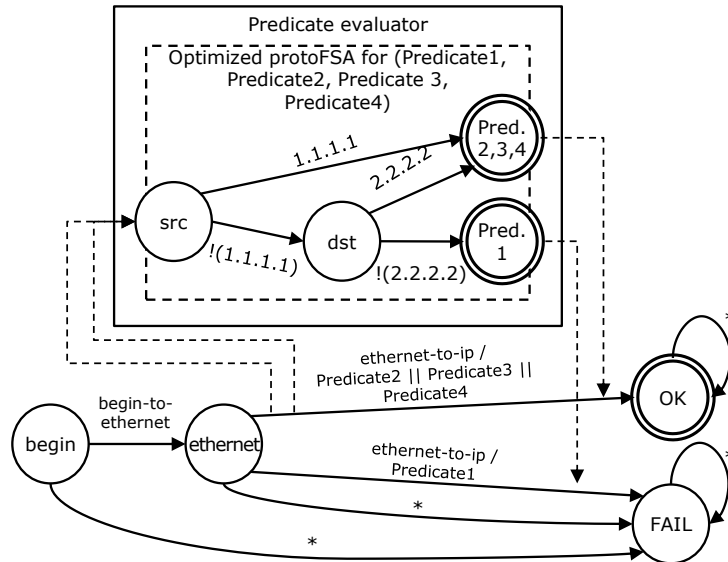 Predicate evaluator
Optimized protoFSA for (Predicate1,
Predicate2, Predicate 3,
Predicate4)
Pred.
2,3,4
1.1.1.1
2.2.2.2
src
dst
Pred.
1
!(1.1.1.1)
!(2.2.2.2)
*
ethernet-to-ip /
Predicate2 || Predicate3 ||
Predicate4
OK
begin-to-
ethernet
begin
ethernet
ethernet-to-ip /
Predicate1
*
*
FAIL
*